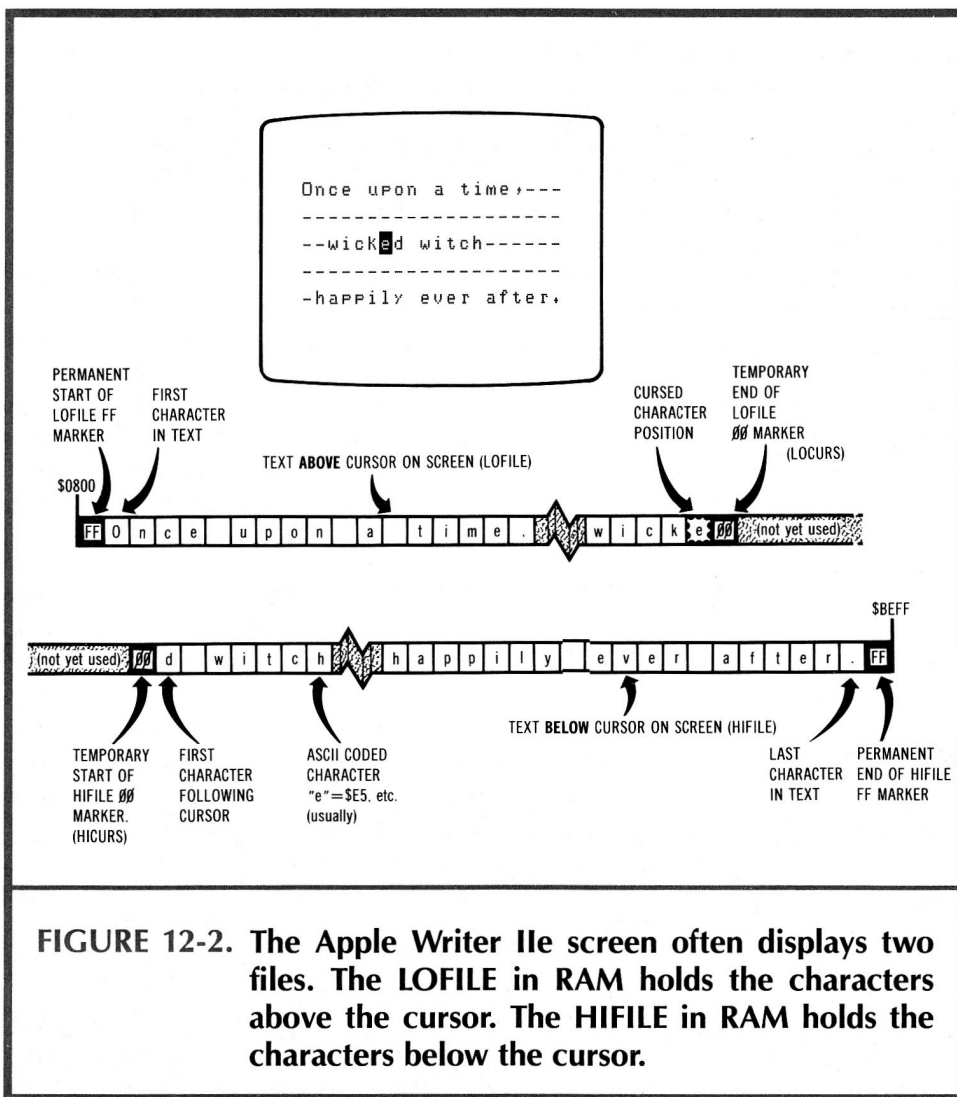 Once upon a time,---
--------------------
--wicked witch------
--------------------
-happily ever after.
PERMANENT
START OF
LOFILE FF
MARKER
FIRST
CHARACTER
IN TEXT
TEXT ABOVE CURSOR ON SCREEN (LOFILE)
CURSED
CHARACTER
POSITION
TEMPORARY
END OF
LOFILE
00 MARKER
(LOCURS)
$0800
FF O n c e u p o n a t i m e . w i c k e 00 (not yet used)
$BEFF
(not yet used) 00 d w i t c h h a p p i l y e v e r a f t e r . FF
TEMPORARY
START OF
HIFILE 00
MARKER.
(HICURS)
FIRST
CHARACTER
FOLLOWING
CURSOR
ASCII CODED
CHARACTER
"e"=$E5, etc.
(usually)
TEXT BELOW CURSOR ON SCREEN (HIFILE)
LAST
CHARACTER
IN TEXT
PERMANENT
END OF HIFILE
FF MARKER
FIGURE 12-2. The Apple Writer IIe screen often displays two
files. The LOFILE in RAM holds the characters
above the cursor. The HIFILE in RAM holds the
characters below the cursor.